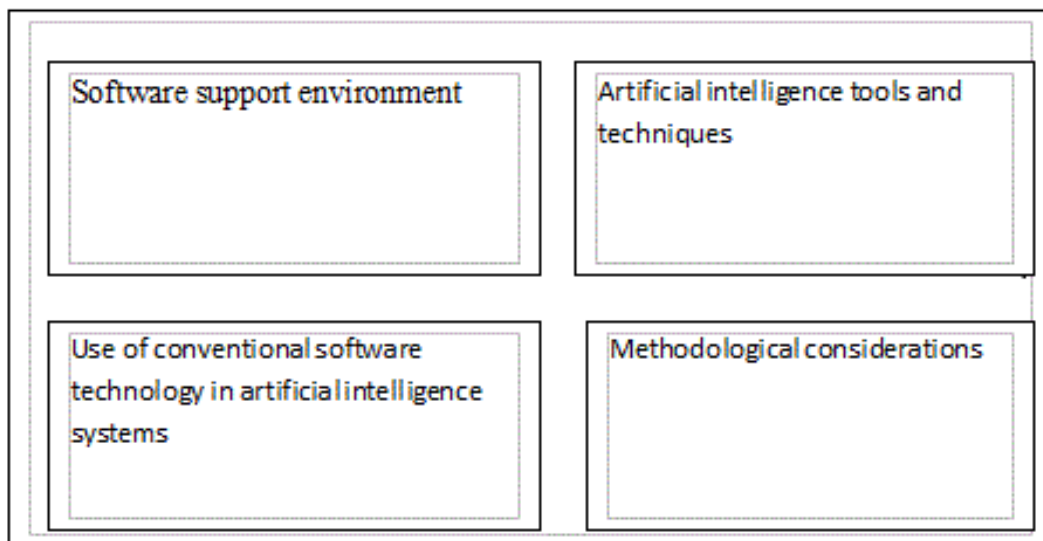 Software support environment
Artificial intelligence tools and
techniques
Use of conventional software
technology in artificial intelligence
systems
Methodological considerations